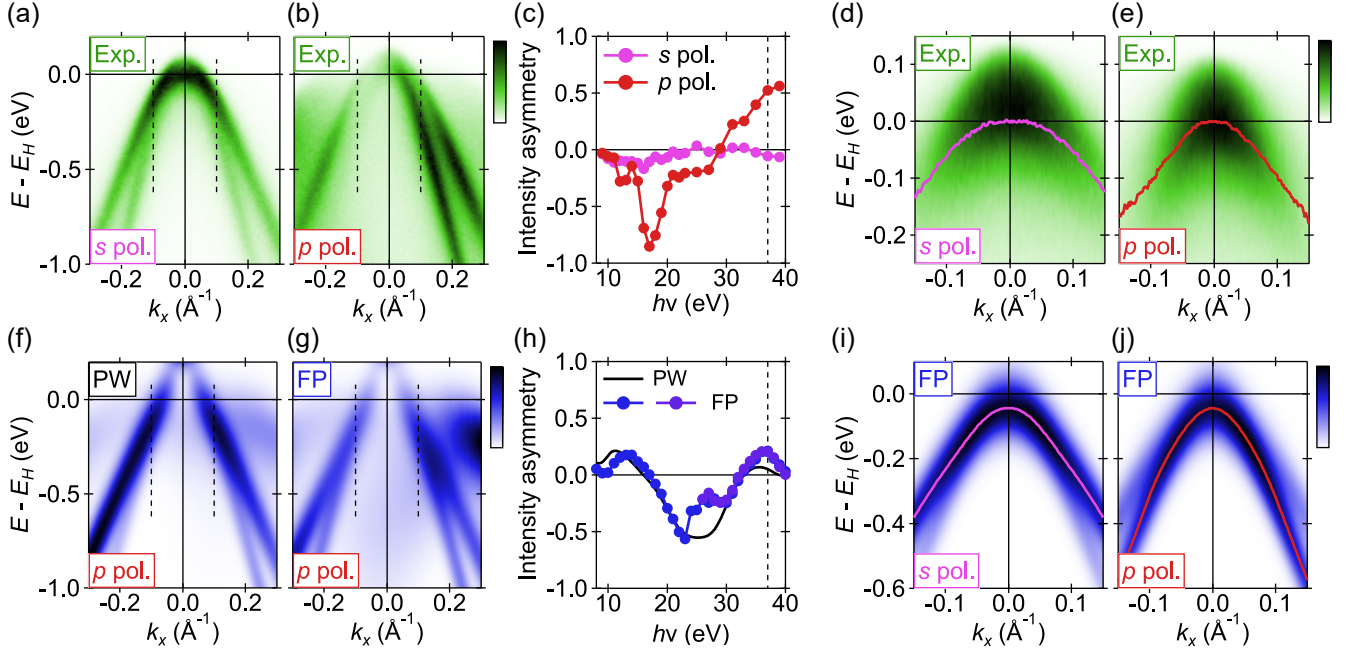 (a)
Exp.
s pol.
0.0
-0.5
-1.0
E - E_H (eV)
-0.2 0.0 0.2
k_x (Å⁻¹)
(b)
Exp.
p pol.
-0.2 0.0 0.2
k_x (Å⁻¹)
(c)
s pol.
p pol.
1.0
0.5
0.0
-0.5
-1.0
Intensity asymmetry
10 20 30 40
hν (eV)
(d)
Exp.
s pol.
0.1
0.0
-0.1
-0.2
E - E_H (eV)
-0.1 0.0 0.1
k_x (Å⁻¹)
(e)
Exp.
p pol.
-0.1 0.0 0.1
k_x (Å⁻¹)
(f)
PW
p pol.
0.0
-0.5
-1.0
E - E_H (eV)
-0.2 0.0 0.2
k_x (Å⁻¹)
(g)
FP
p pol.
-0.2 0.0 0.2
k_x (Å⁻¹)
(h)
PW
FP
1.0
0.5
0.0
-0.5
-1.0
Intensity asymmetry
10 20 30 40
hν (eV)
(i)
FP
s pol.
0.0
-0.2
-0.4
-0.6
E - E_H (eV)
-0.1 0.0 0.1
k_x (Å⁻¹)
(j)
FP
p pol.
-0.1 0.0 0.1
k_x (Å⁻¹)